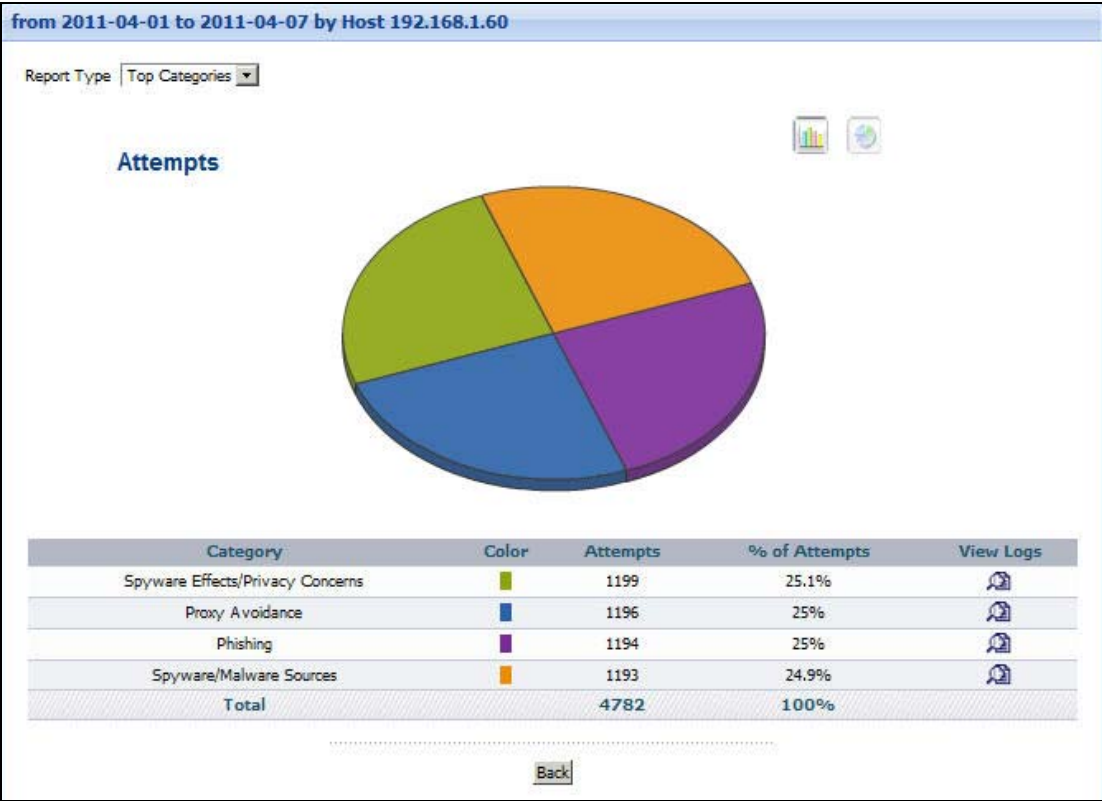 from 2011-04-01 to 2011-04-07 by Host 192.168.1.60
Report Type Top Categories
Attempts
Category Color Attempts % of Attempts View Logs
Spyware Effects/Privacy Concerns 1199 25.1%
Proxy Avoidance 1196 25%
Phishing 1194 25%
Spyware/Malware Sources 1193 24.9%
Total 4782 100%
Back